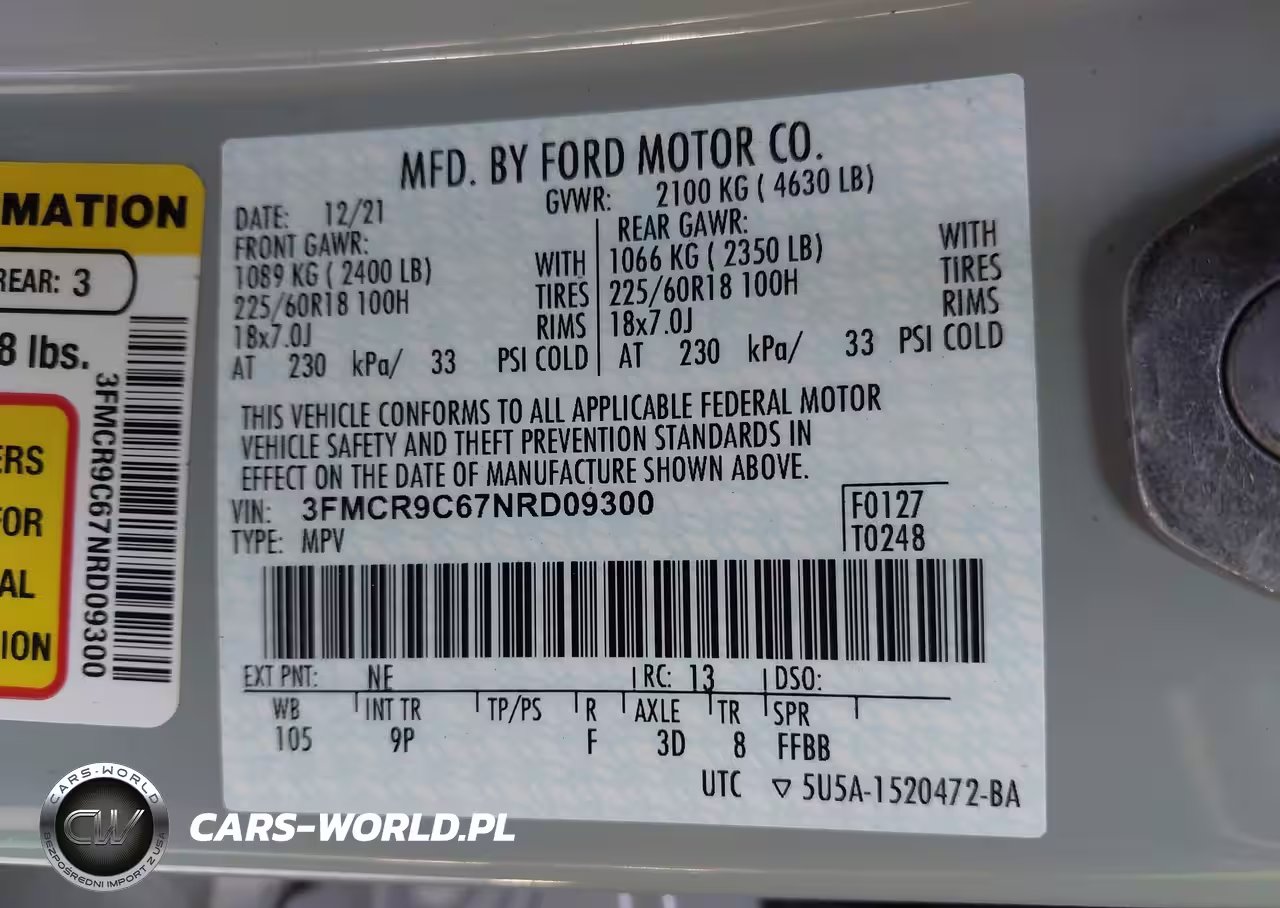 MATION
REAR: 3
8 lbs.
3FMCR9C67NRD09300
ERS
FOR
AL
ION
MFD. BY FORD MOTOR CO.
DATE: 12/21 GVWR: 2100 KG ( 4630 LB)
FRONT GAWR: REAR GAWR:
1089 KG ( 2400 LB) WITH 1066 KG ( 2350 LB) WITH
225/60R18 100H TIRES 225/60R18 100H TIRES
18x7.0J RIMS 18x7.0J RIMS
AT 230 kPa/ 33 PSI COLD AT 230 kPa/ 33 PSI COLD
THIS VEHICLE CONFORMS TO ALL APPLICABLE FEDERAL MOTOR
VEHICLE SAFETY AND THEFT PREVENTION STANDARDS IN
EFFECT ON THE DATE OF MANUFACTURE SHOWN ABOVE.
VIN: 3FMCR9C67NRD09300 F0127
TYPE: MPV T0248
EXT PNT: NE RC: 13 DSO:
WB INT TR TP/PS R AXLE TR SPR
105 9P F 3D 8 FFBB
UTC ▽ 5U5A-1520472-BA
CARS-WORLD
CW
BEZPOŚREDNI IMPORT Z USA
CARS-WORLD.PL